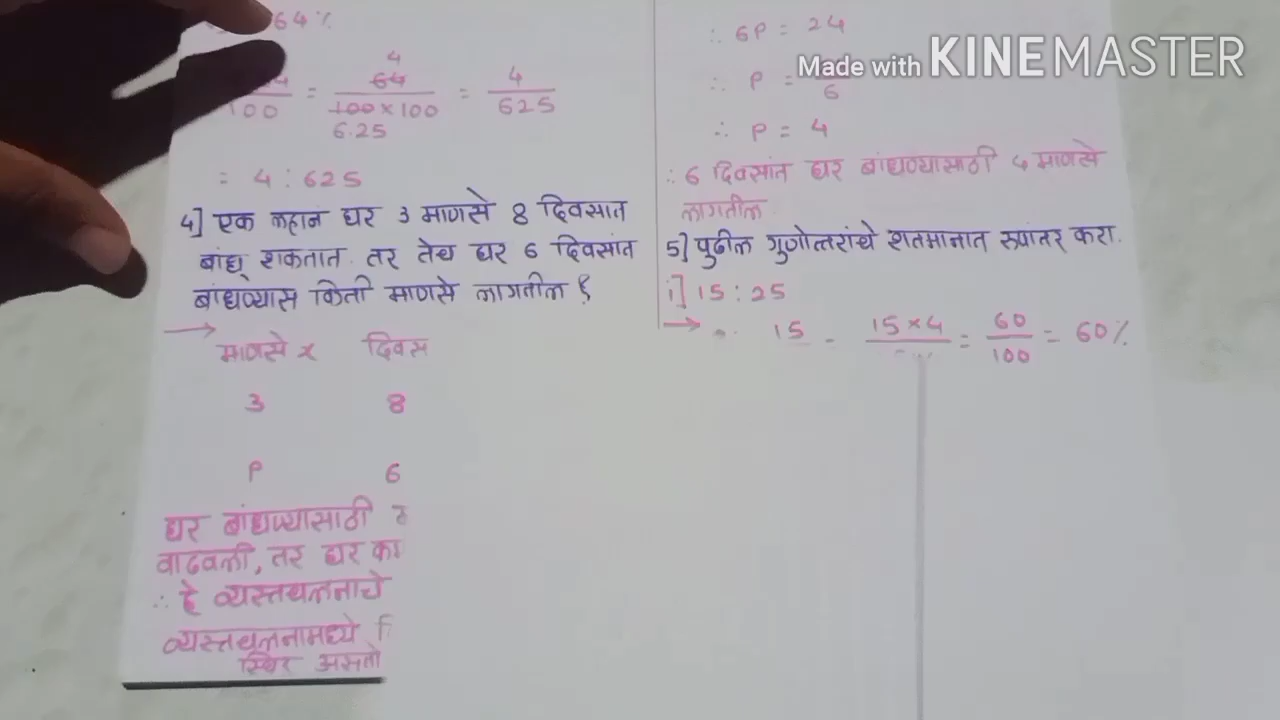 64%
100 = 64 4 / 100 × 100 6.25 = 4 / 625
= 4 : 625
4] एक लहान घर 3 माणसे 8 दिवसात
बांधू शकतात. तर तेच घर 6 दिवसांत
बांधण्यास किती माणसे लागतील ?
माणसे x दिवस
3 8
P 6
घर बांधण्यासाठी
वाढवली, तर घर
∴ हे व्यस्तचलनाचे
व्यस्तचलनामध्ये
स्थिर असतो
∴ 6P = 24
∴ P = 6
∴ P = 4
∴ 6 दिवसांत घर बांधण्यासाठी 4 माणसे
लागतील.
5] पुढील गुणोत्तरांचे शतमानात रूपांतर करा.
i] 15 : 25
15 15 × 4 = 60 / 100 = 60%
Made with KINEMASTER